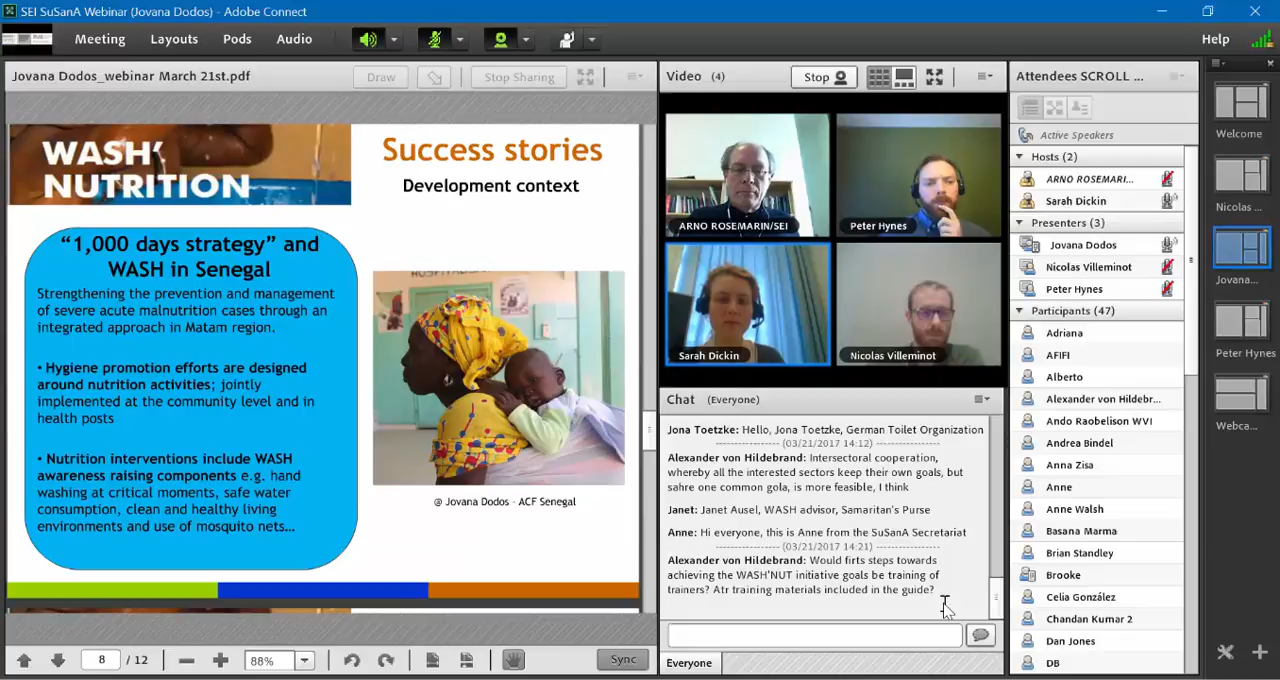 SEI SuSanA Webinar (Jovana Dodos) - Adobe Connect
Meeting
Layouts
Pods
Audio
Help
Jovana Dodos_webinar March 21st.pdf
Draw
Stop Sharing
WASH’
NUTRITION
Success stories
Development context
“1,000 days strategy” and
WASH in Senegal
Strengthening the prevention and management
of severe acute malnutrition cases through an
integrated approach in Matam region.
• Hygiene promotion efforts are designed
around nutrition activities; jointly
implemented at the community level and in
health posts
• Nutrition interventions include WASH
awareness raising components e.g. hand
washing at critical moments, safe water
consumption, clean and healthy living
environments and use of mosquito nets…
@ Jovana Dodos - ACF Senegal
8 / 12
88%
Sync
Video (4)
Stop
ARNO ROSEMARIN/SEI
Peter Hynes
Sarah Dickin
Nicolas Villeminot
Chat (Everyone)
Jona Toetzke: Hello, Jona Toetzke, German Toilet Organization
---------------- (03/21/2017 14:12) ----------------
Alexander von Hildebrand: Intersectoral cooperation,
whereby all the interested sectors keep their own goals, but
sahre one common gola, is more feasible, I think
Janet: Janet Ausel, WASH advisor, Samaritan's Purse
Anne: Hi everyone, this is Anne from the SuSanA Secretariat
---------------- (03/21/2017 14:21) ----------------
Alexander von Hildebrand: Would firts steps towards
achieving the WASH'NUT initiative goals be training of
trainers? Atr training materials included in the guide?
Everyone
Attendees SCROLL ...
Active Speakers
Hosts (2)
ARNO ROSEMARI...
Sarah Dickin
Presenters (3)
Jovana Dodos
Nicolas Villeminot
Peter Hynes
Participants (47)
Adriana
AFIFI
Alberto
Alexander von Hildebr...
Ando Raobelison WVI
Andrea Bindel
Anna Zisa
Anne
Anne Walsh
Basana Marma
Brian Standley
Brooke
Celia González
Chandan Kumar 2
Dan Jones
DB
Welcome
Nicolas ...
Jovana...
Peter Hynes
Webca...